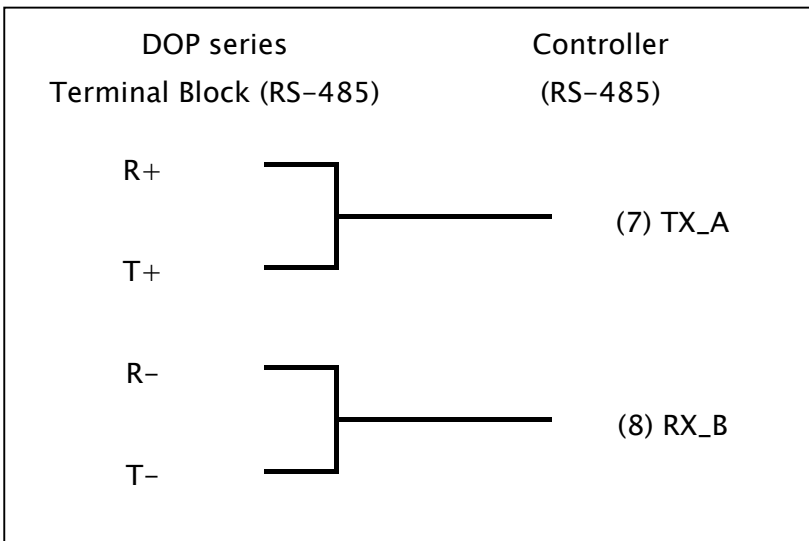 DOP series Controller
Terminal Block (RS-485) (RS-485)
R+
(7) TX_A
T+
R-
(8) RX_B
T-